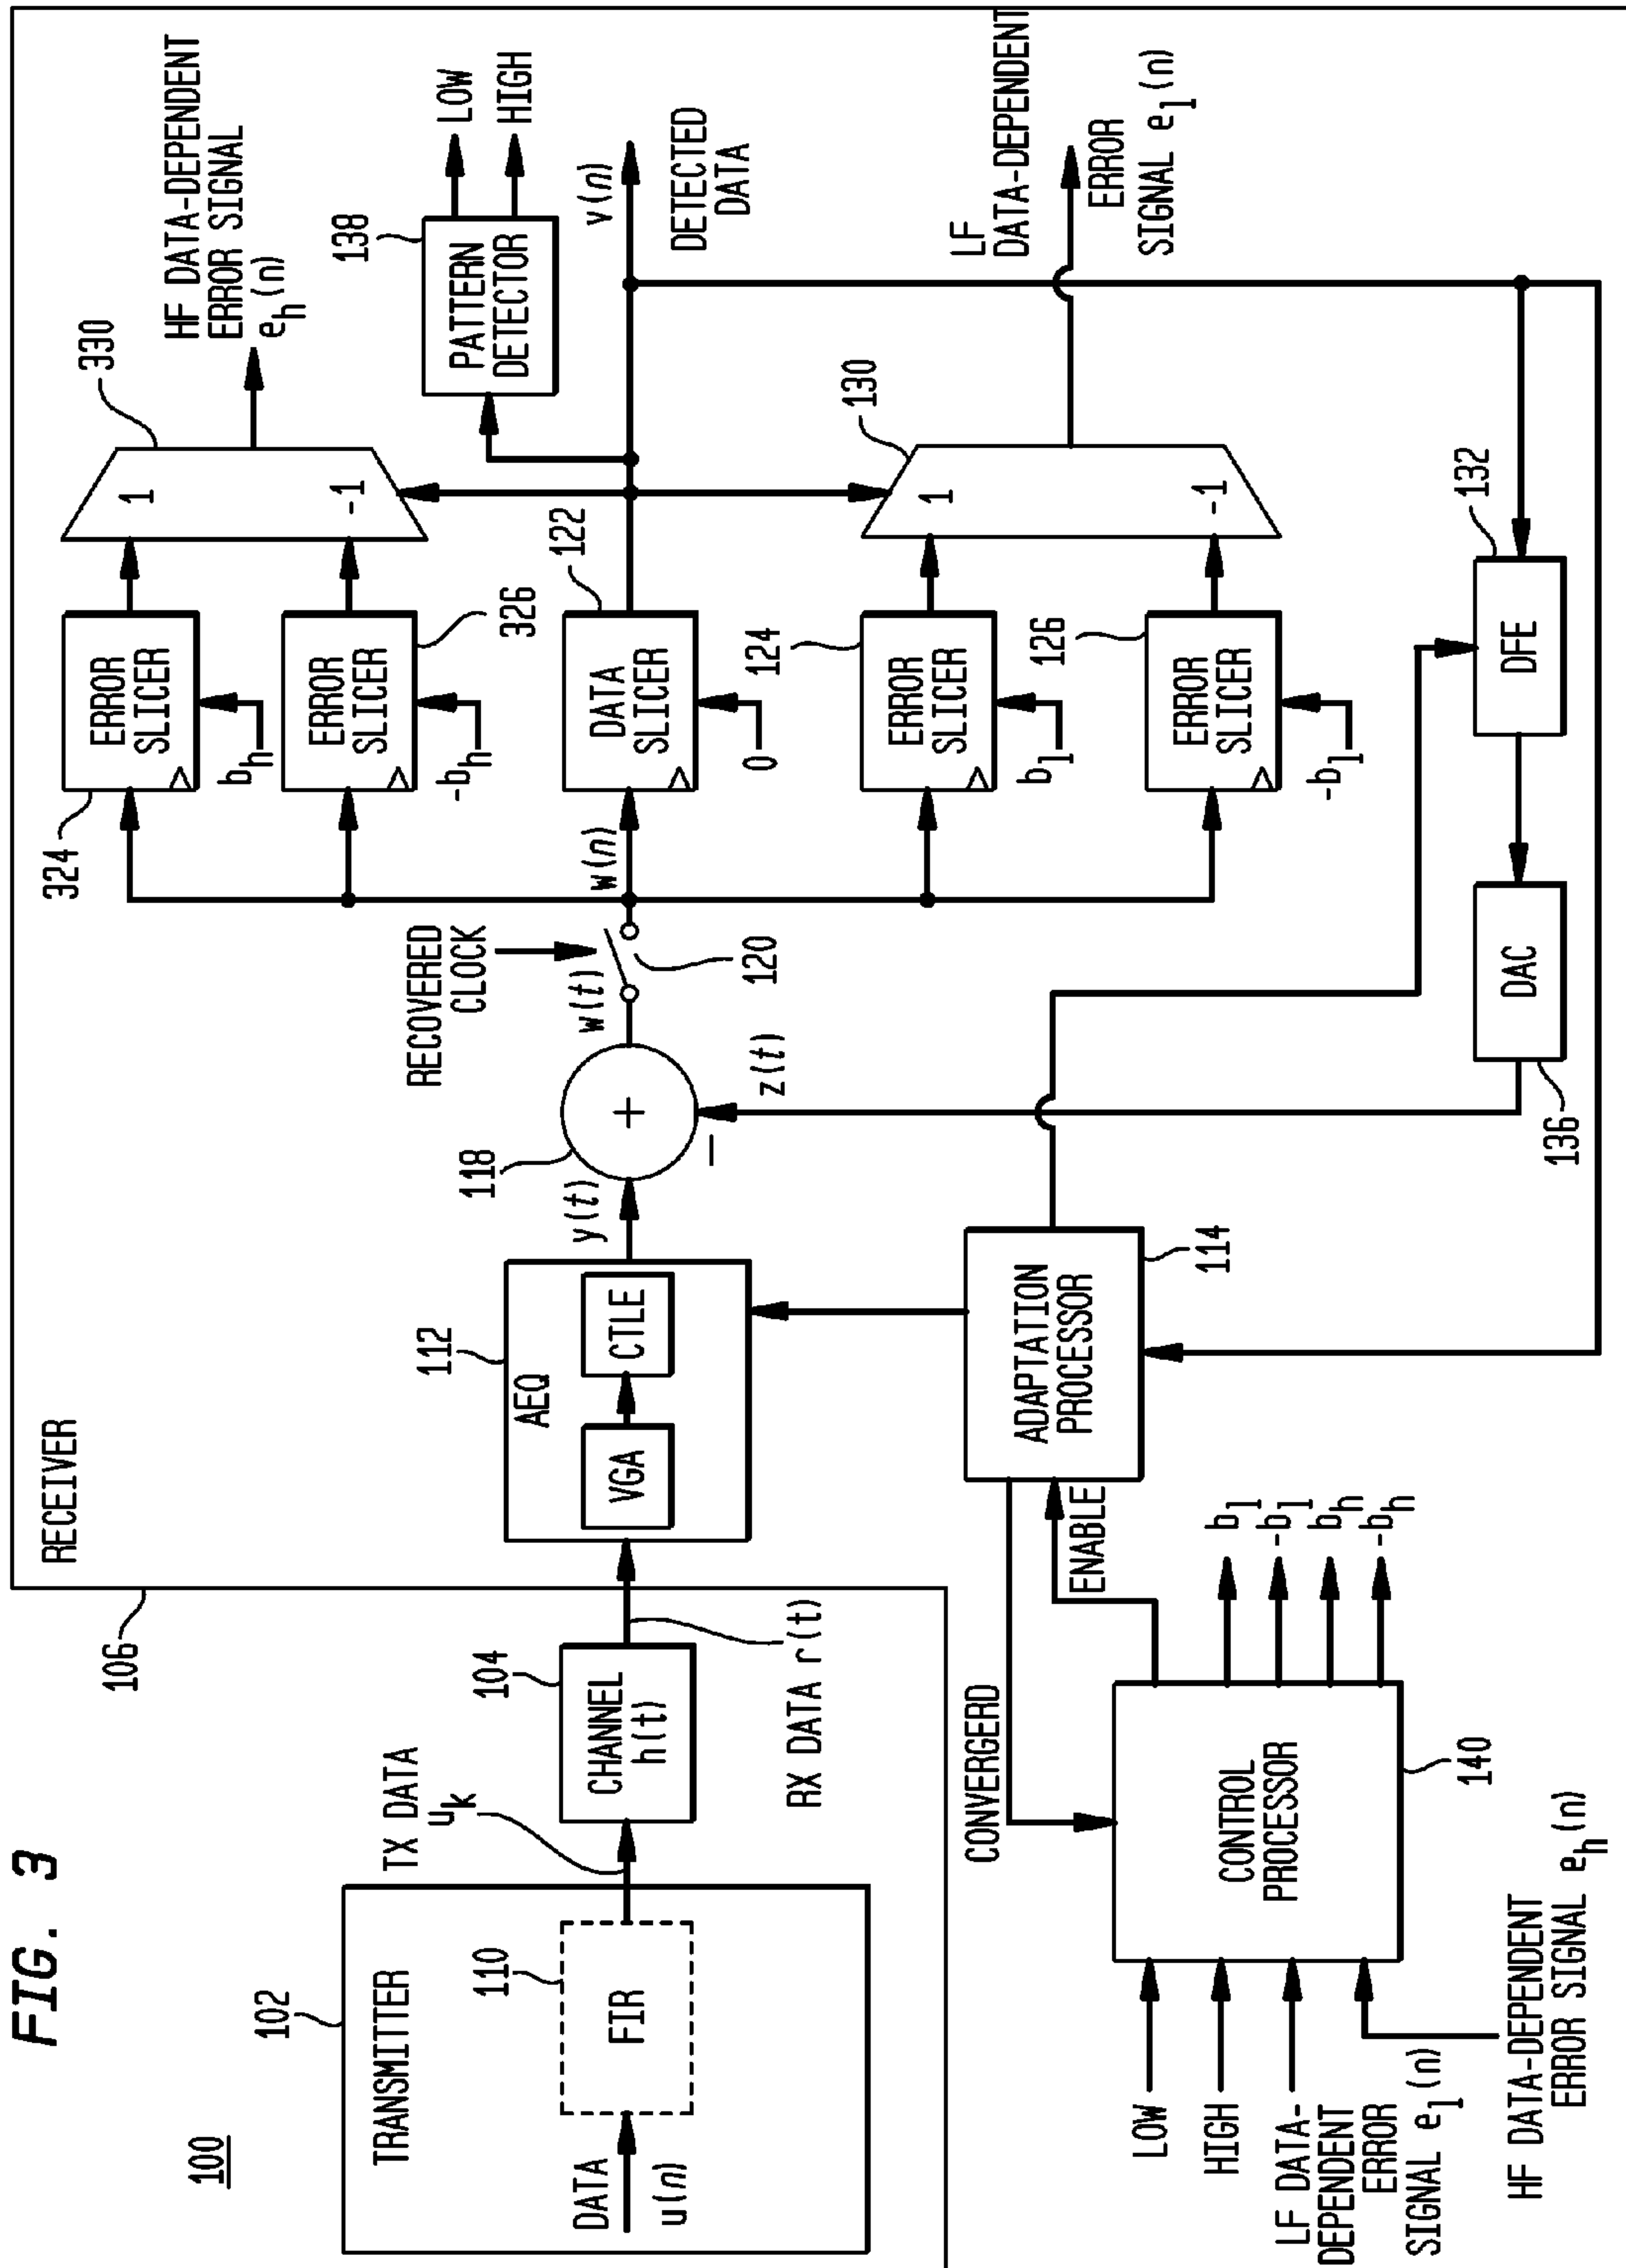 FIG. 3
100
102
TRANSMITTER
110
FIR
DATA
u(n)
TX DATA
u_k
104
CHANNEL
h(t)
RX DATA r(t)
106
RECEIVER
112
AEQ
VGA
CTLE
y(t)
118
+
−
z(t)
w(t)
RECOVERED
CLOCK
120
w(n)
324
ERROR
SLICER
b_h
326
ERROR
SLICER
-b_h
122
DATA
SLICER
0
124
ERROR
SLICER
b_l
126
ERROR
SLICER
-b_l
330
1
-1
HF DATA-DEPENDENT
ERROR SIGNAL
e_h(n)
138
PATTERN
DETECTOR
LOW
HIGH
v(n)
DETECTED
DATA
130
1
-1
LF
DATA-DEPENDENT
ERROR
SIGNAL e_l(n)
132
DFE
DAC
136
114
ADAPTATION
PROCESSOR
CONVERGERD
ENABLE
b_l
-b_l
b_h
-b_h
CONTROL
PROCESSOR
140
LOW
HIGH
LF DATA-
DEPENDENT
ERROR
SIGNAL e_l(n)
HF DATA-DEPENDENT
ERROR SIGNAL e_h(n)